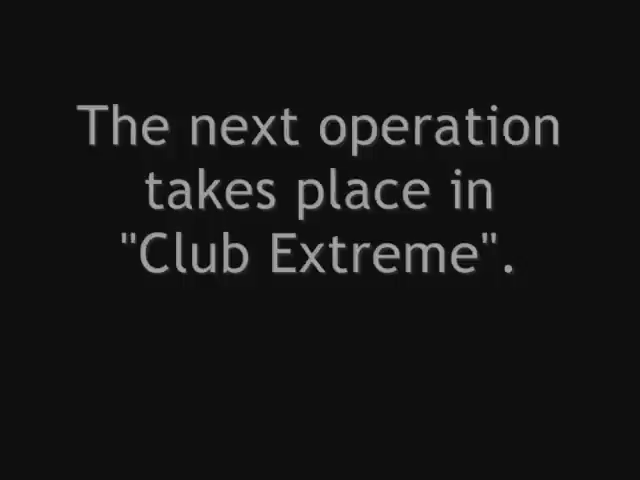 The next operation
takes place in
"Club Extreme".